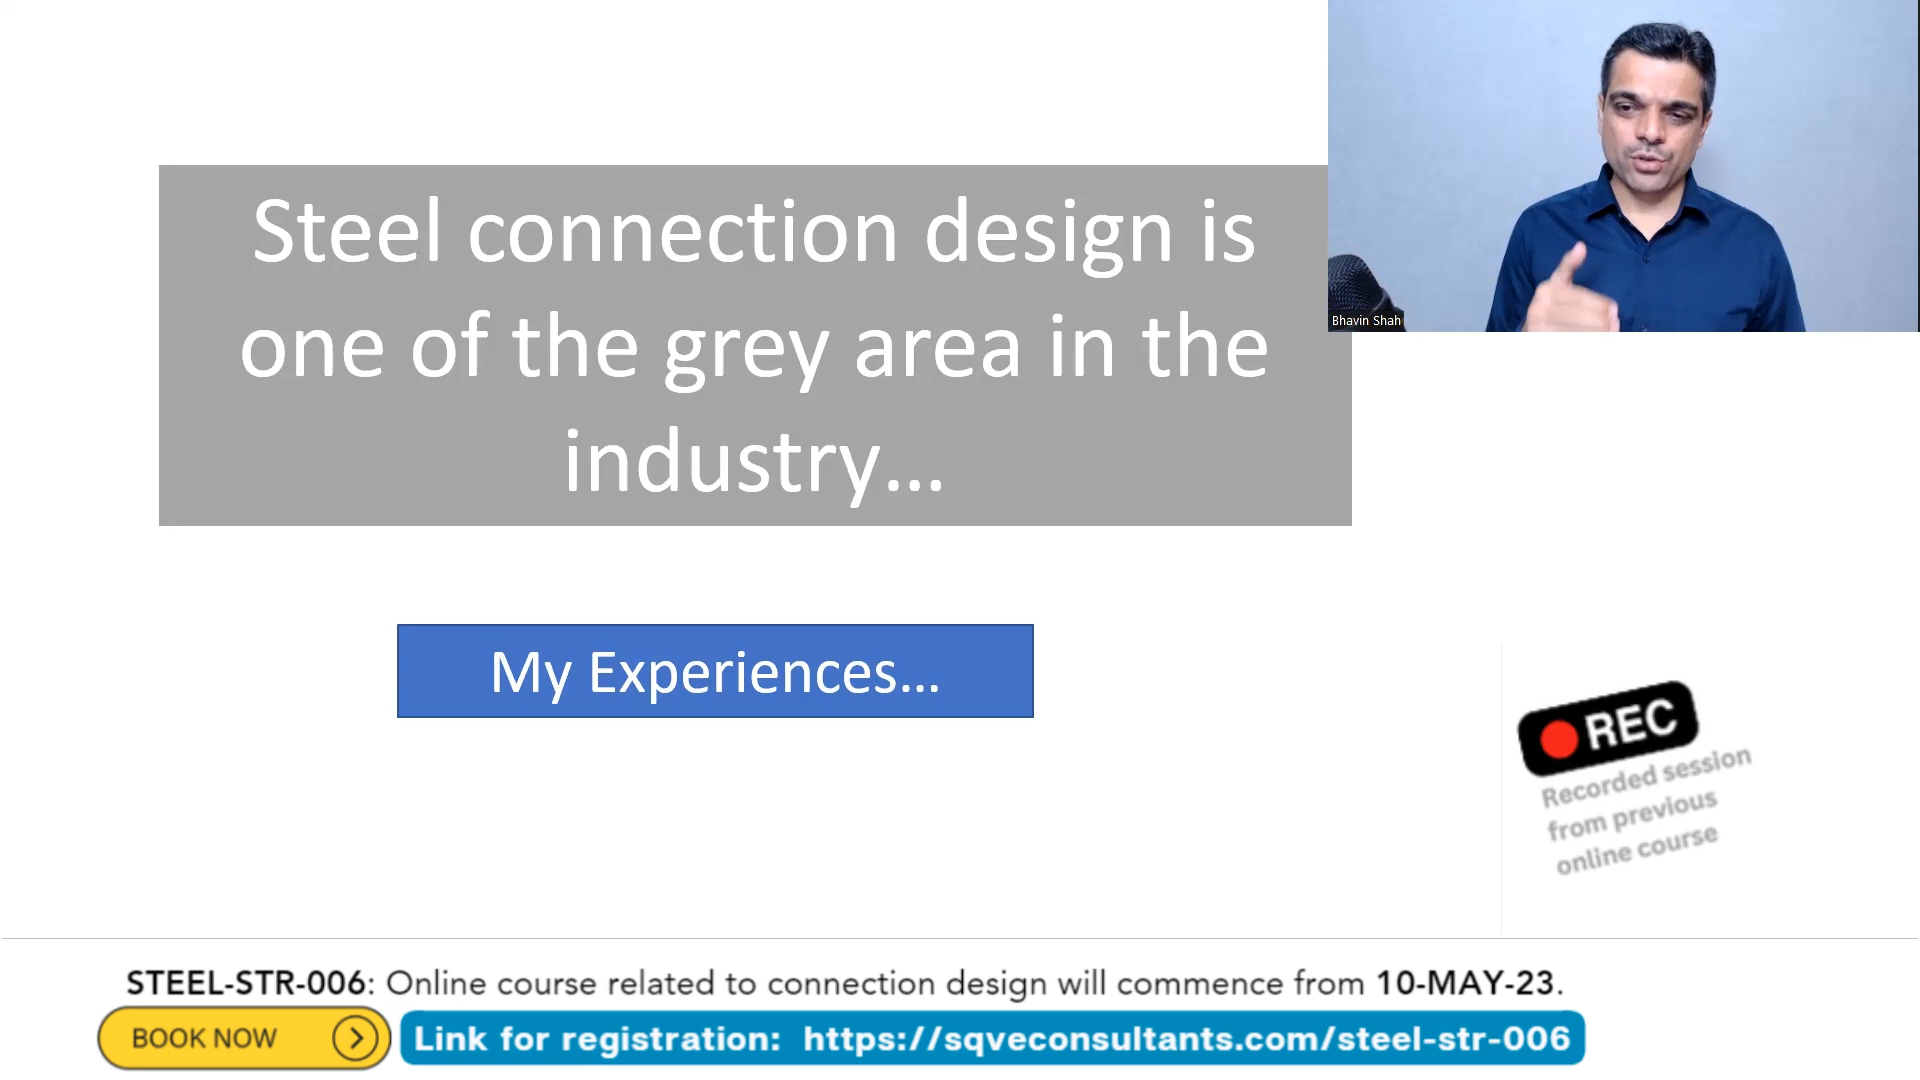 Steel connection design is
one of the grey area in the
industry...
Bhavin Shah
My Experiences...
REC
Recorded session
from previous
online course
STEEL-STR-006: Online course related to connection design will commence from 10-MAY-23.
BOOK NOW
Link for registration: https://sqveconsultants.com/steel-str-006